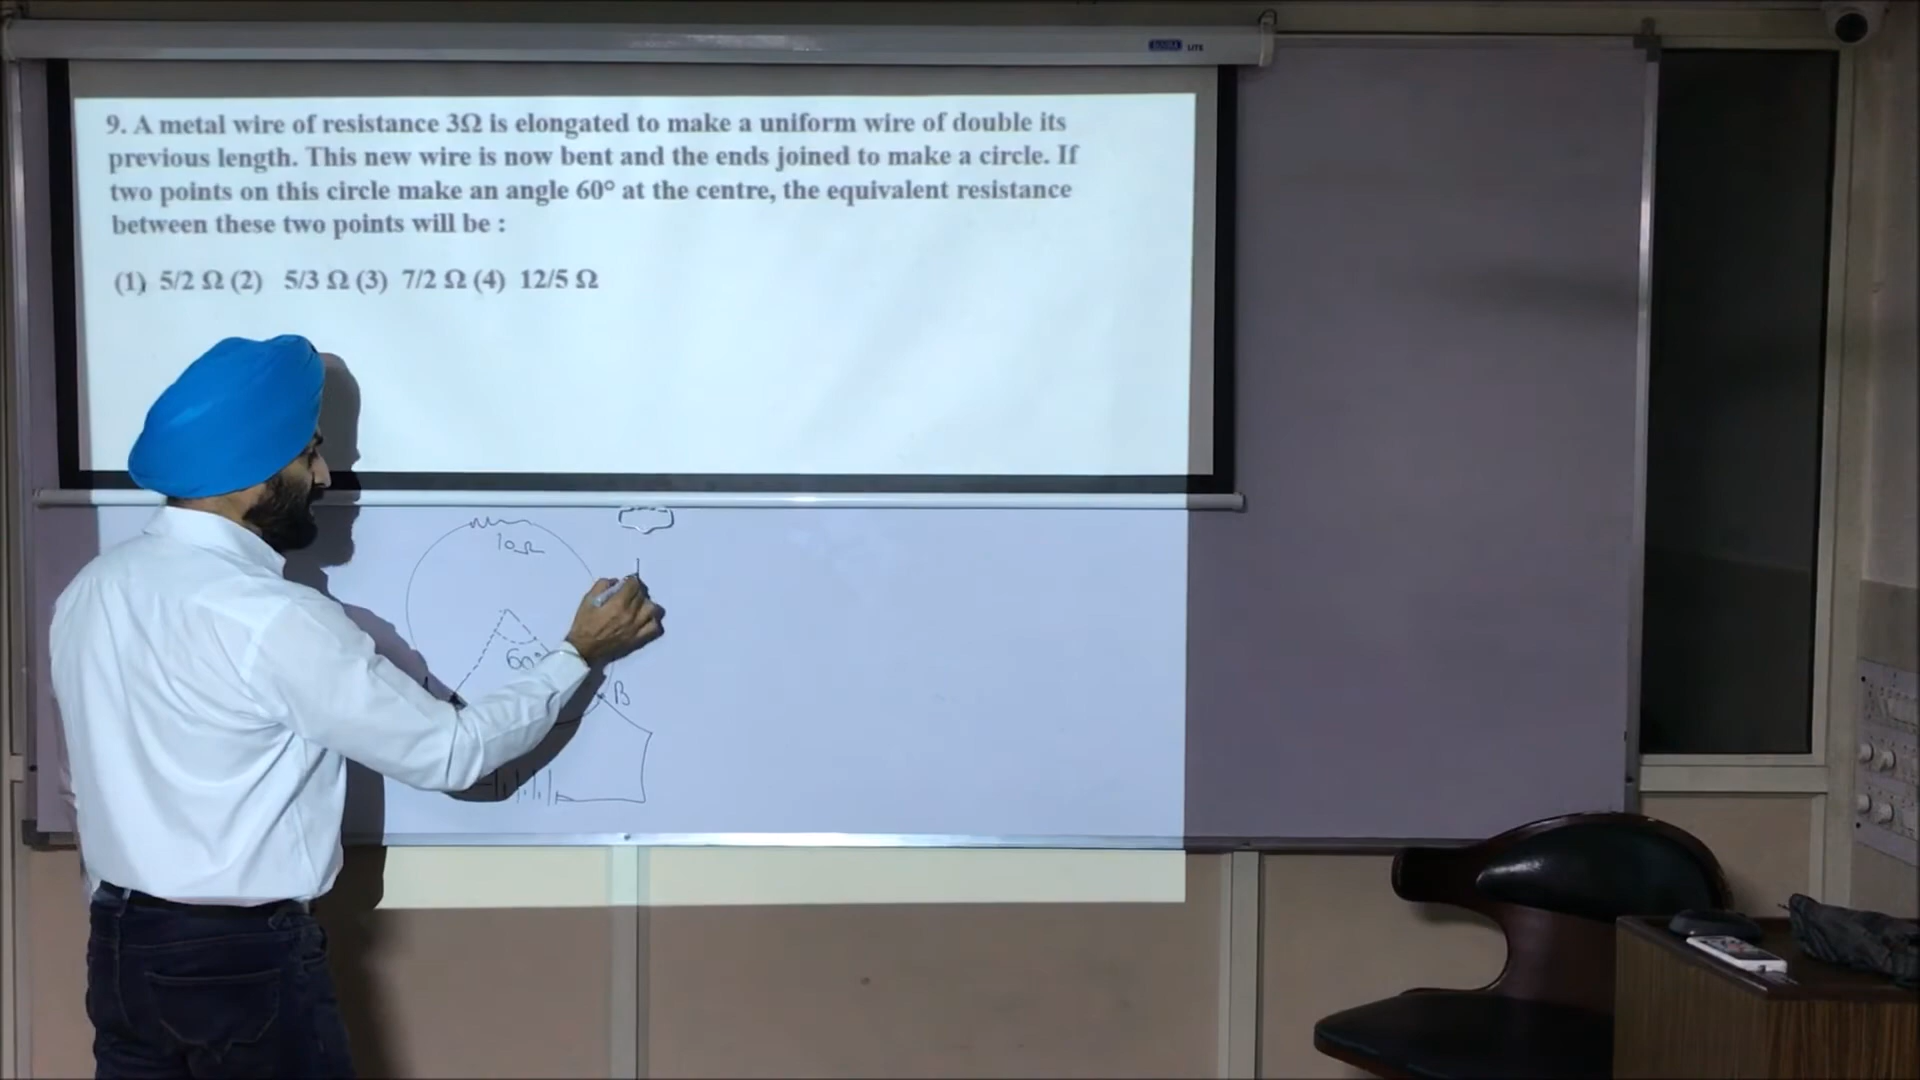 9. A metal wire of resistance 3Ω is elongated to make a uniform wire of double its
previous length. This new wire is now bent and the ends joined to make a circle. If
two points on this circle make an angle 60° at the centre, the equivalent resistance
between these two points will be :
(1) 5/2 Ω (2) 5/3 Ω (3) 7/2 Ω (4) 12/5 Ω
10Ω
60°
B
LITE